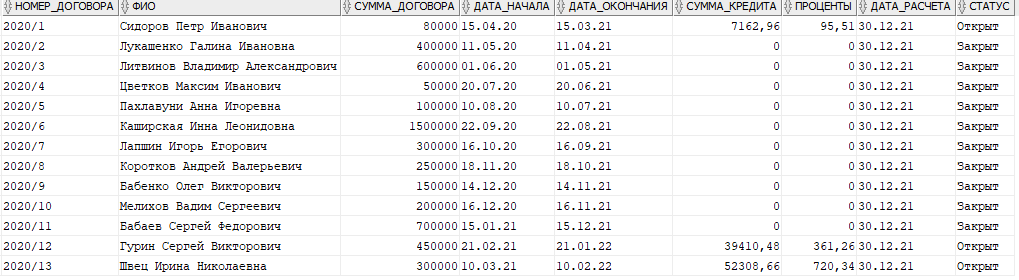 НОМЕР_ДОГОВОРА ФИО СУММА_ДОГОВОРА ДАТА_НАЧАЛА ДАТА_ОКОНЧАНИЯ СУММА_КРЕДИТА ПРОЦЕНТЫ ДАТА_РАСЧЕТА СТАТУС
2020/1 Сидоров Петр Иванович 80000 15.04.20 15.03.21 7162,96 95,51 30.12.21 Открыт
2020/2 Лукашенко Галина Ивановна 400000 11.05.20 11.04.21 0 0 30.12.21 Закрыт
2020/3 Литвинов Владимир Александрович 600000 01.06.20 01.05.21 0 0 30.12.21 Закрыт
2020/4 Цветков Максим Иванович 50000 20.07.20 20.06.21 0 0 30.12.21 Закрыт
2020/5 Пахлавуни Анна Игоревна 100000 10.08.20 10.07.21 0 0 30.12.21 Закрыт
2020/6 Каширская Инна Леонидовна 1500000 22.09.20 22.08.21 0 0 30.12.21 Закрыт
2020/7 Лапшин Игорь Егорович 300000 16.10.20 16.09.21 0 0 30.12.21 Закрыт
2020/8 Коротков Андрей Валерьевич 250000 18.11.20 18.10.21 0 0 30.12.21 Закрыт
2020/9 Бабенко Олег Викторович 150000 14.12.20 14.11.21 0 0 30.12.21 Закрыт
2020/10 Мелихов Вадим Сергеевич 200000 16.12.20 16.11.21 0 0 30.12.21 Закрыт
2020/11 Бабаев Сергей Федорович 700000 15.01.21 15.12.21 0 0 30.12.21 Закрыт
2020/12 Гурин Сергей Викторович 450000 21.02.21 21.01.22 39410,48 361,26 30.12.21 Открыт
2020/13 Швец Ирина Николаевна 300000 10.03.21 10.02.22 52308,66 720,34 30.12.21 Открыт